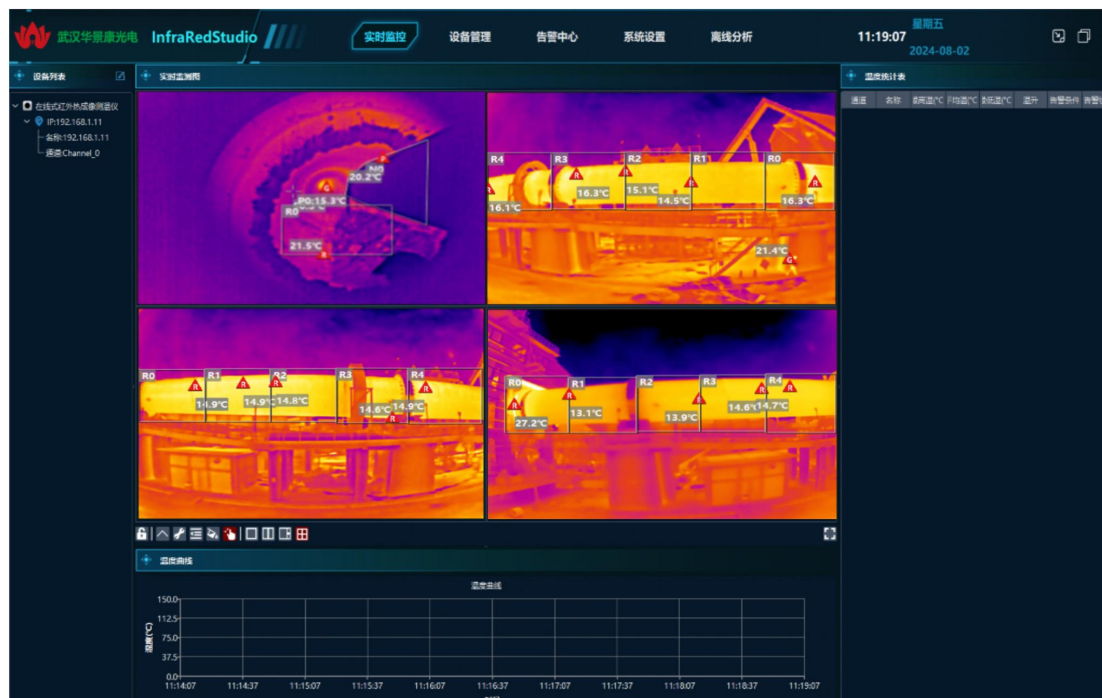 武汉华景康光电 InfraRedStudio 实时监控 设备管理 告警中心 系统设置 离线分析 11:19:07 星期五
2024-08-02
设备列表
在线式红外热成像测温仪
IP:192.168.1.11
名称:192.168.1.11
通道:Channel_0
实时监测图
20.2℃
P0:15.3℃
R0
21.5℃
R4 R3 R2 R1 R0
16.1℃ 16.3℃ 15.1℃ 14.5℃ 16.3℃
21.4℃
R0 R1 R2 R3 R4
14.9℃ 14.9℃ 14.8℃ 14.6℃ 14.9℃
R0 R1 R2 R3 R4
27.2℃ 13.1℃ 13.9℃ 14.6℃ 14.7℃
温度曲线
温度曲线
温度(℃)
150.0
112.5
75.0
37.5
0.0
11:14:07 11:14:37 11:15:07 11:15:37 11:16:07 11:16:37 11:17:07 11:17:37 11:18:07 11:18:37 11:19:07
温度统计表
通道 名称 温升 告警条件